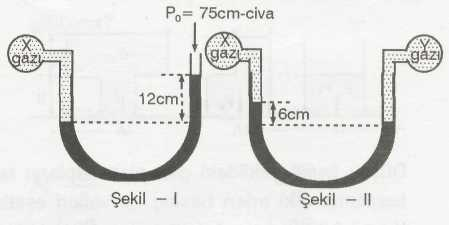 P₀= 75cm-civa
X
gazı
12cm
Şekil – I
X
gazı
Y
gazı
6cm
Şekil – II